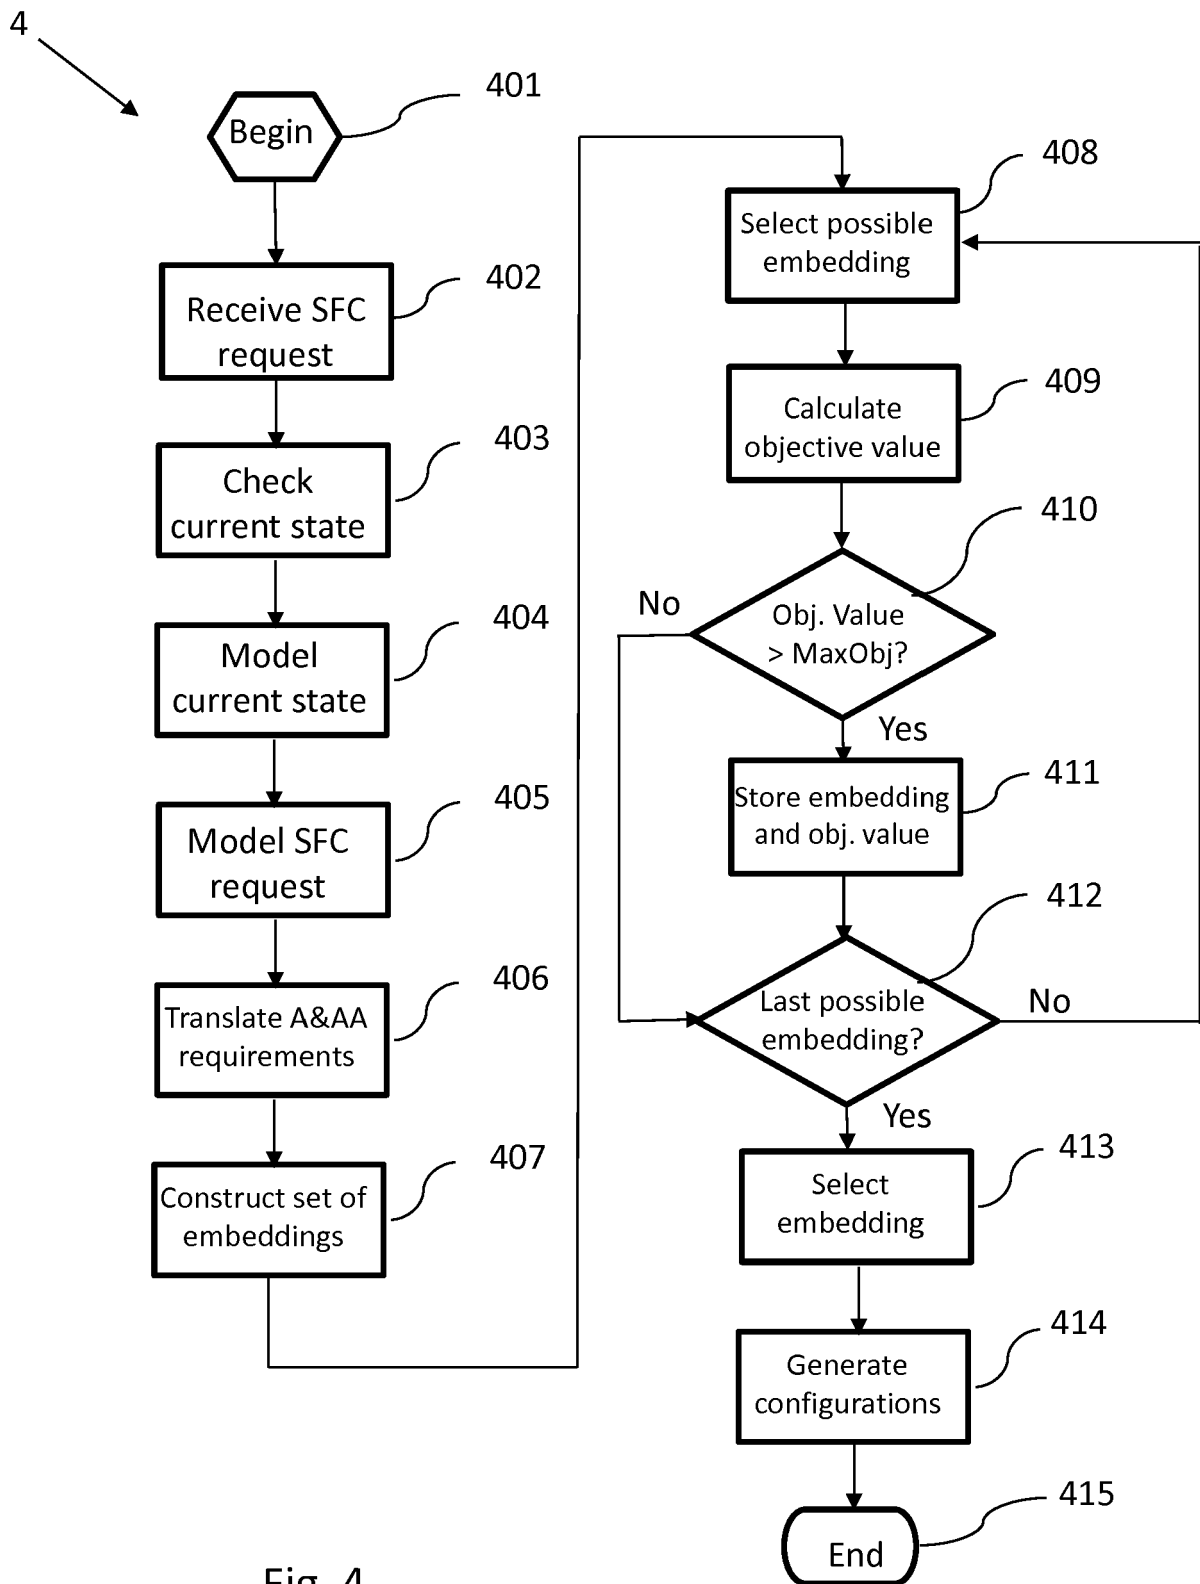 4
Begin
401
Receive SFC
request
402
Check
current state
403
Model
current state
404
Model SFC
request
405
Translate A&AA
requirements
406
Construct set of
embeddings
407
Select possible
embedding
408
Calculate
objective value
409
Obj. Value
> MaxObj?
410
No
Yes
Store embedding
and obj. value
411
Last possible
embedding?
412
No
Yes
Select
embedding
413
Generate
configurations
414
End
415
Fig. 4